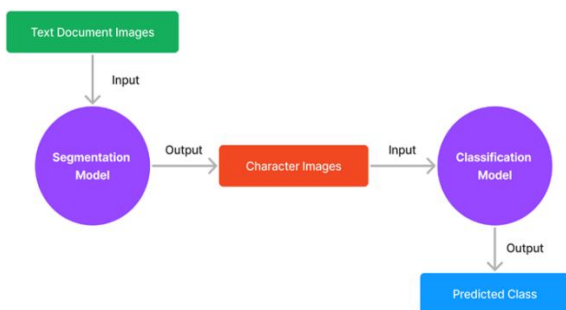 Text Document Images
Input
Segmentation
Model
Output
Character Images
Input
Classification
Model
Output
Predicted Class